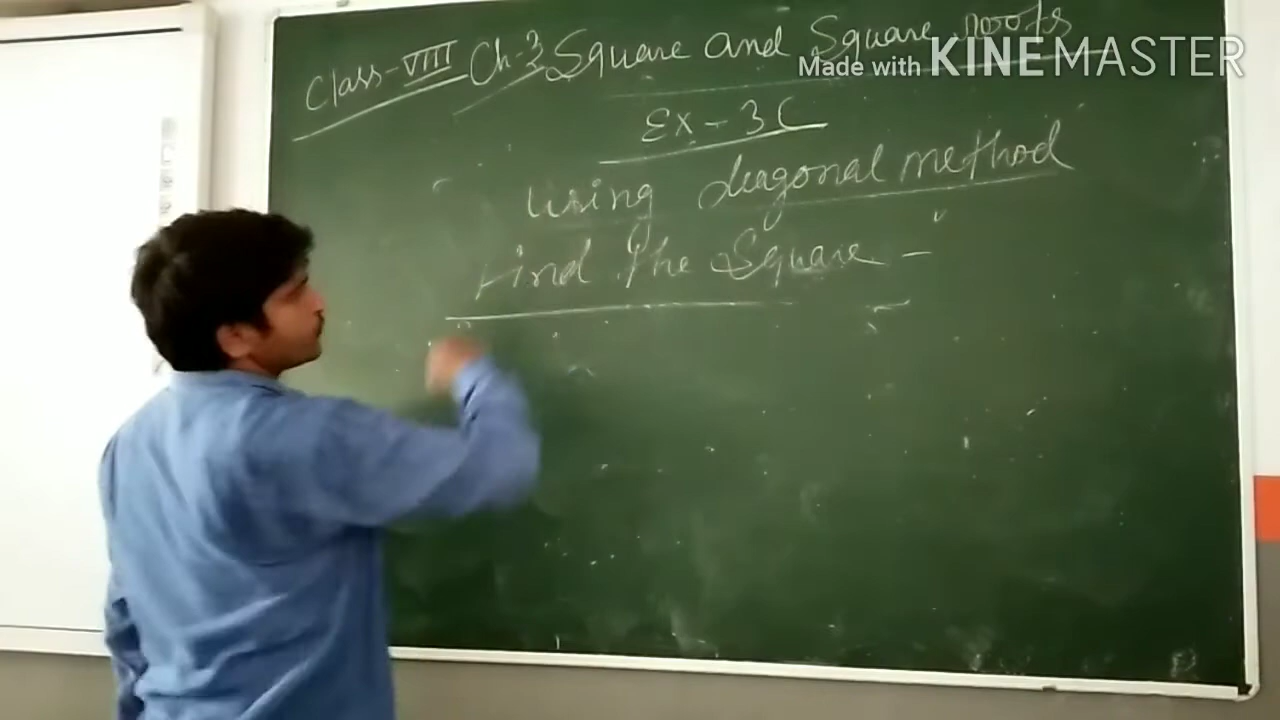 Class-VIII Ch-3 Square and Square roots
Made with KINEMASTER
Ex-3C
Using diagonal method
Find the Square-